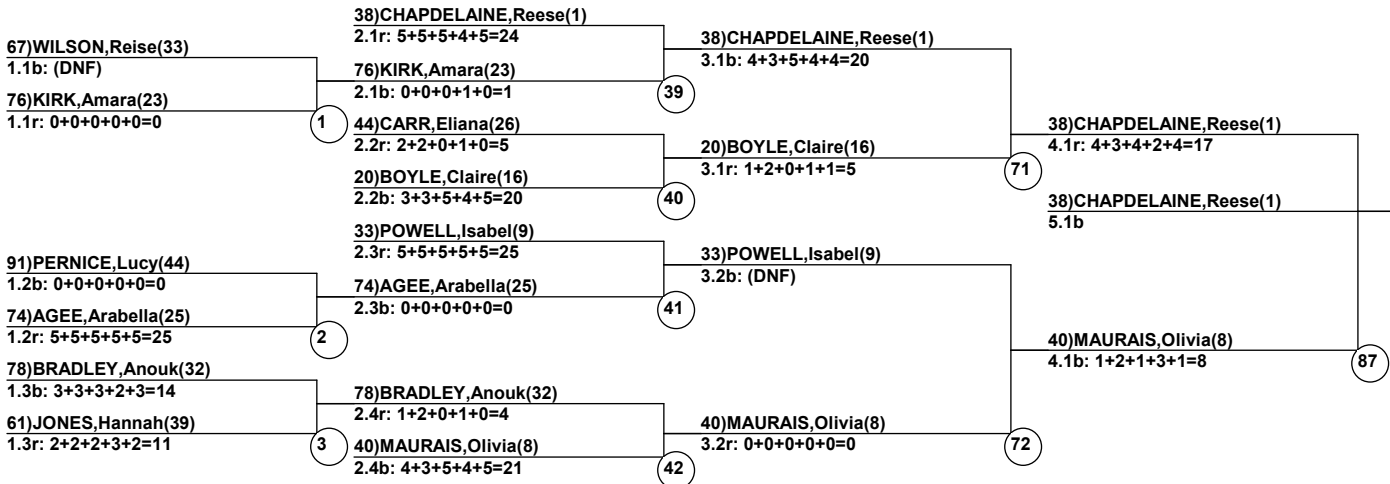 67)WILSON,Reise(33)
1.1b: (DNF)
76)KIRK,Amara(23)
1.1r: 0+0+0+0+0=0
1
91)PERNICE,Lucy(44)
1.2b: 0+0+0+0+0=0
74)AGEE,Arabella(25)
1.2r: 5+5+5+5+5=25
2
78)BRADLEY,Anouk(32)
1.3b: 3+3+3+2+3=14
61)JONES,Hannah(39)
1.3r: 2+2+2+3+2=11
3
38)CHAPDELAINE,Reese(1)
2.1r: 5+5+5+4+5=24
76)KIRK,Amara(23)
2.1b: 0+0+0+1+0=1
39
44)CARR,Eliana(26)
2.2r: 2+2+0+1+0=5
20)BOYLE,Claire(16)
2.2b: 3+3+5+4+5=20
40
33)POWELL,Isabel(9)
2.3r: 5+5+5+5+5=25
74)AGEE,Arabella(25)
2.3b: 0+0+0+0+0=0
41
78)BRADLEY,Anouk(32)
2.4r: 1+2+0+1+0=4
40)MAURAIS,Olivia(8)
2.4b: 4+3+5+4+5=21
42
38)CHAPDELAINE,Reese(1)
3.1b: 4+3+5+4+4=20
20)BOYLE,Claire(16)
3.1r: 1+2+0+1+1=5
71
33)POWELL,Isabel(9)
3.2b: (DNF)
40)MAURAIS,Olivia(8)
3.2r: 0+0+0+0+0=0
72
38)CHAPDELAINE,Reese(1)
4.1r: 4+3+4+2+4=17
38)CHAPDELAINE,Reese(1)
5.1b
40)MAURAIS,Olivia(8)
4.1b: 1+2+1+3+1=8
87